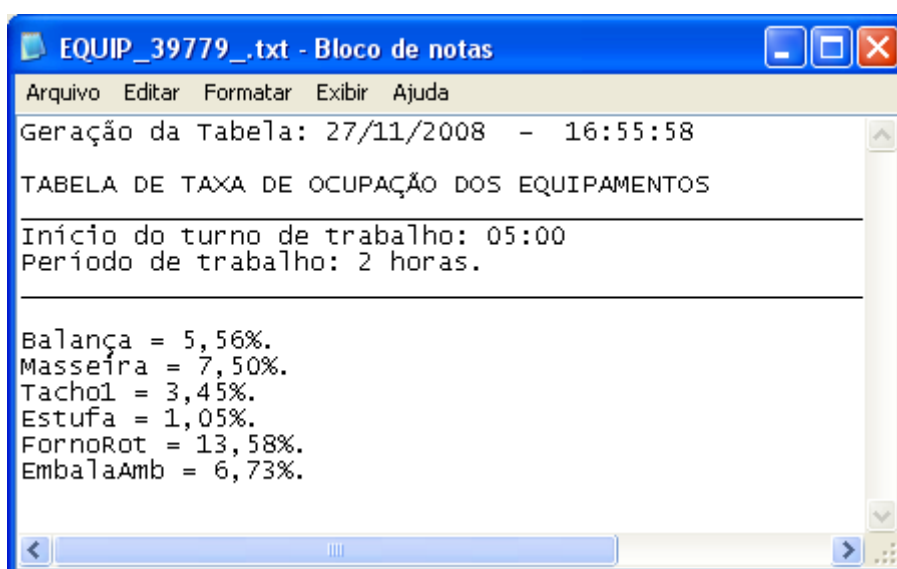 EQUIP_39779_.txt - Bloco de notas
Arquivo Editar Formatar Exibir Ajuda
Geração da Tabela: 27/11/2008 - 16:55:58
TABELA DE TAXA DE OCUPAÇÃO DOS EQUIPAMENTOS
Início do turno de trabalho: 05:00
Período de trabalho: 2 horas.
Balança = 5,56%.
Masseira = 7,50%.
Tacho1 = 3,45%.
Estufa = 1,05%.
FornoRot = 13,58%.
EmbalaAmb = 6,73%.